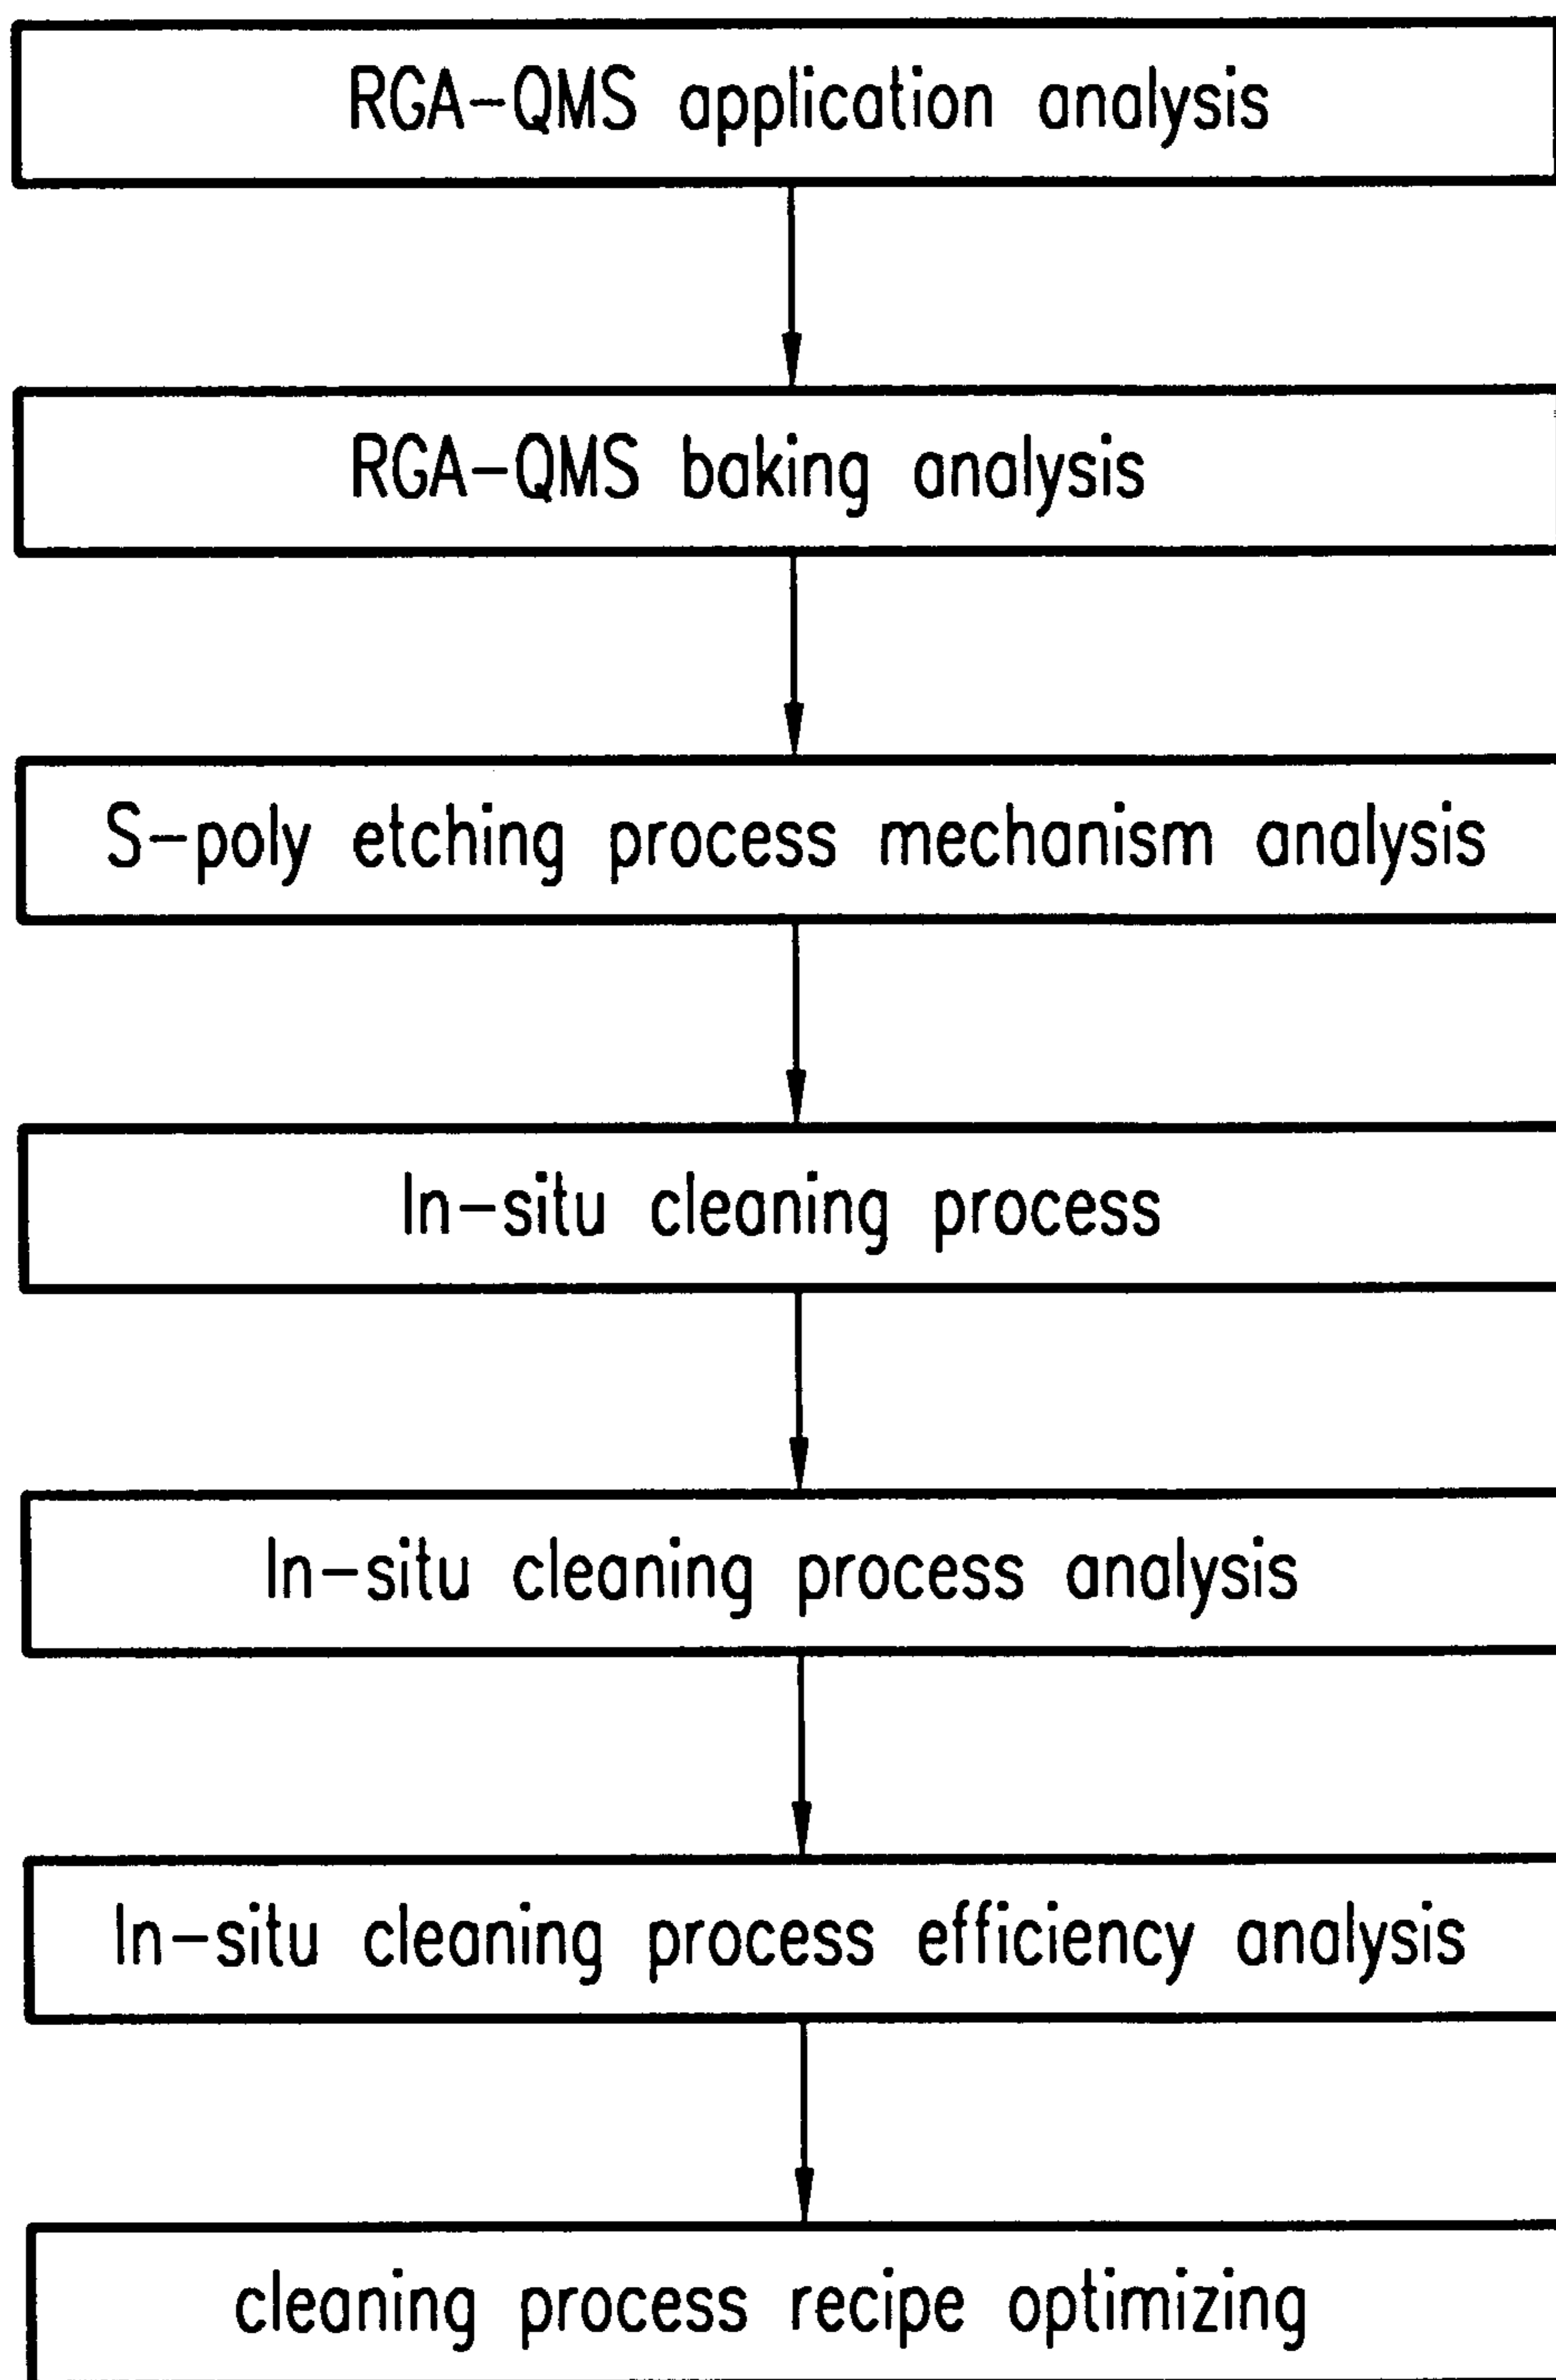 RGA-QMS application analysis
RGA-QMS baking analysis
S-poly etching process mechanism analysis
In-situ cleaning process
In-situ cleaning process analysis
In-situ cleaning process efficiency analysis
cleaning process recipe optimizing